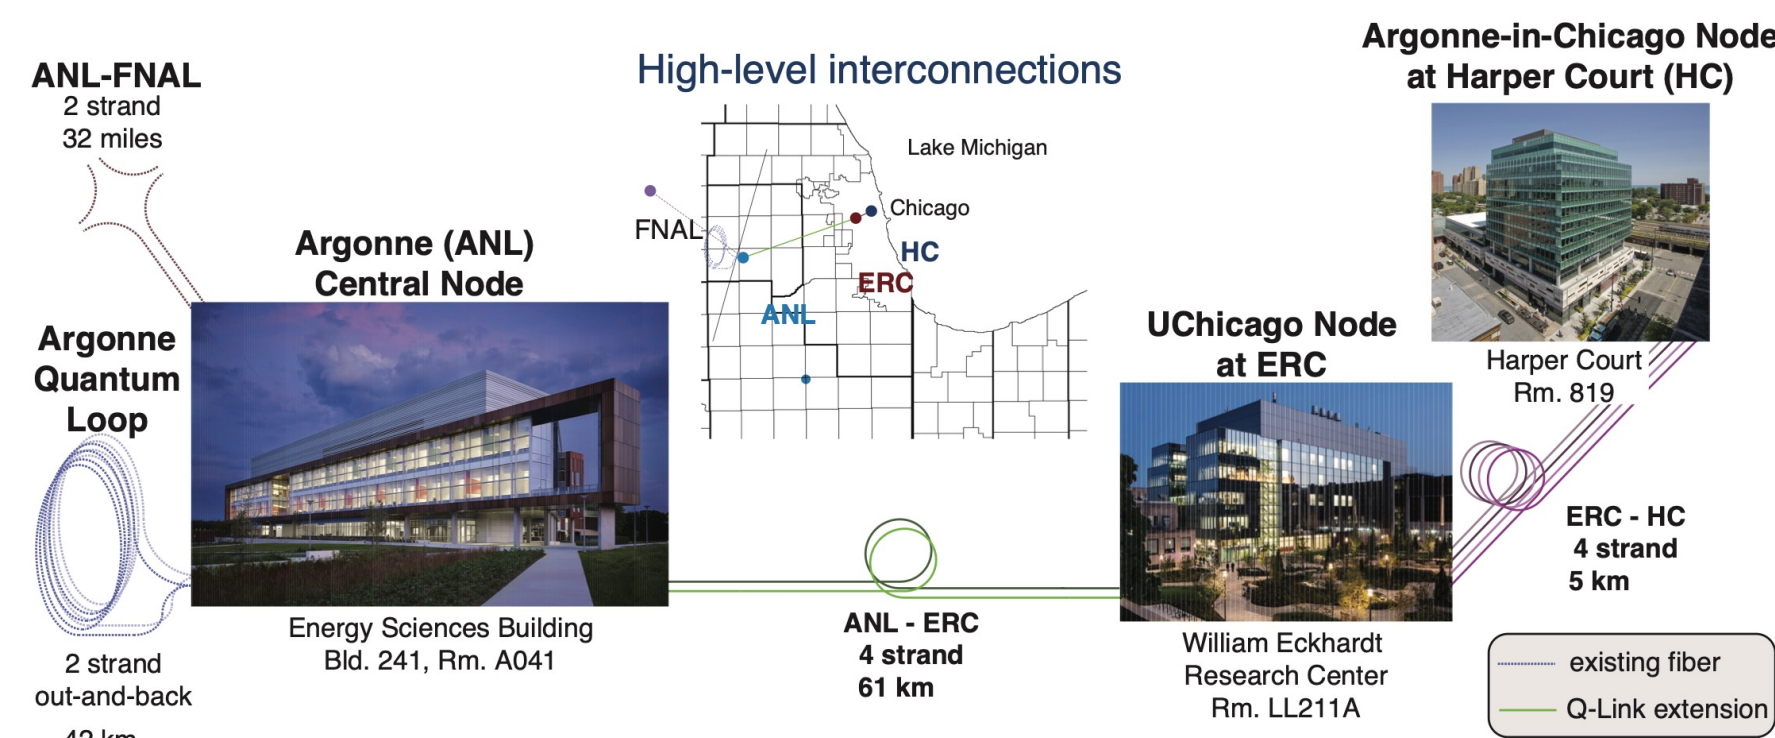 Argonne-in-Chicago Node
at Harper Court (HC)
ANL-FNAL
2 strand
32 miles
High-level interconnections
Lake Michigan
Chicago
FNAL
HC
ERC
ANL
Argonne (ANL)
Central Node
Argonne
Quantum
Loop
UChicago Node
at ERC
Harper Court
Rm. 819
ERC - HC
4 strand
5 km
ANL - ERC
4 strand
61 km
Energy Sciences Building
Bld. 241, Rm. A041
William Eckhardt
Research Center
Rm. LL211A
2 strand
out-and-back
42 km
existing fiber
Q-Link extension